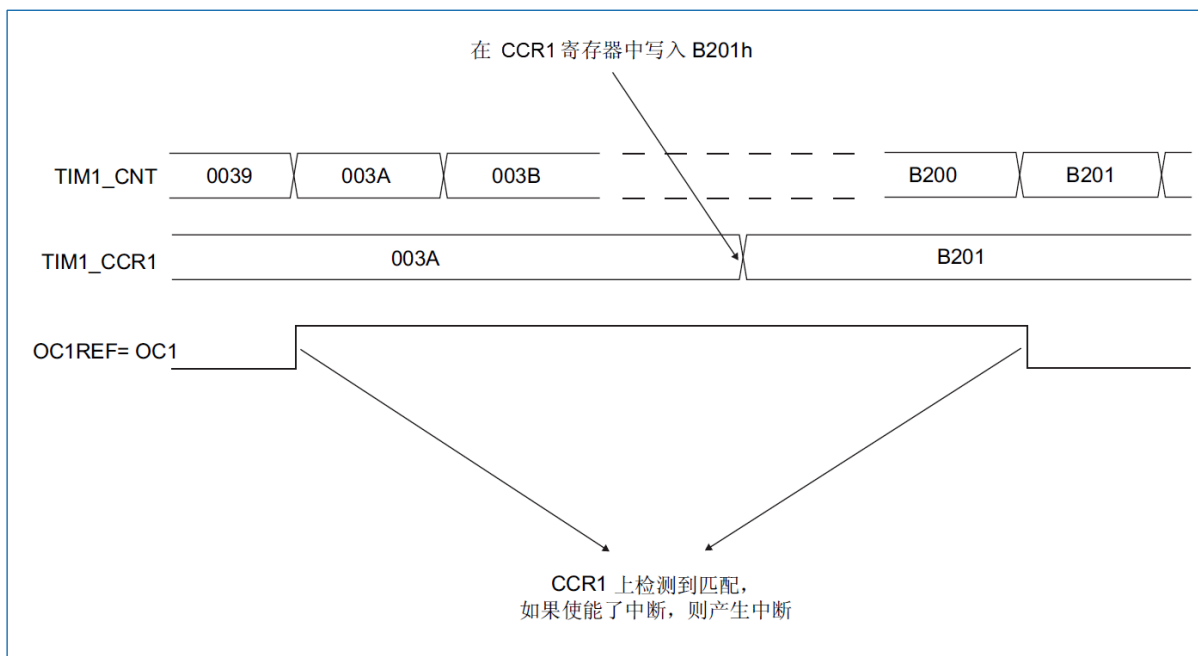 在 CCR1 寄存器中写入 B201h
TIM1_CNT 0039 003A 003B B200 B201
TIM1_CCR1 003A B201
OC1REF= OC1
CCR1 上检测到匹配，
如果使能了中断，则产生中断